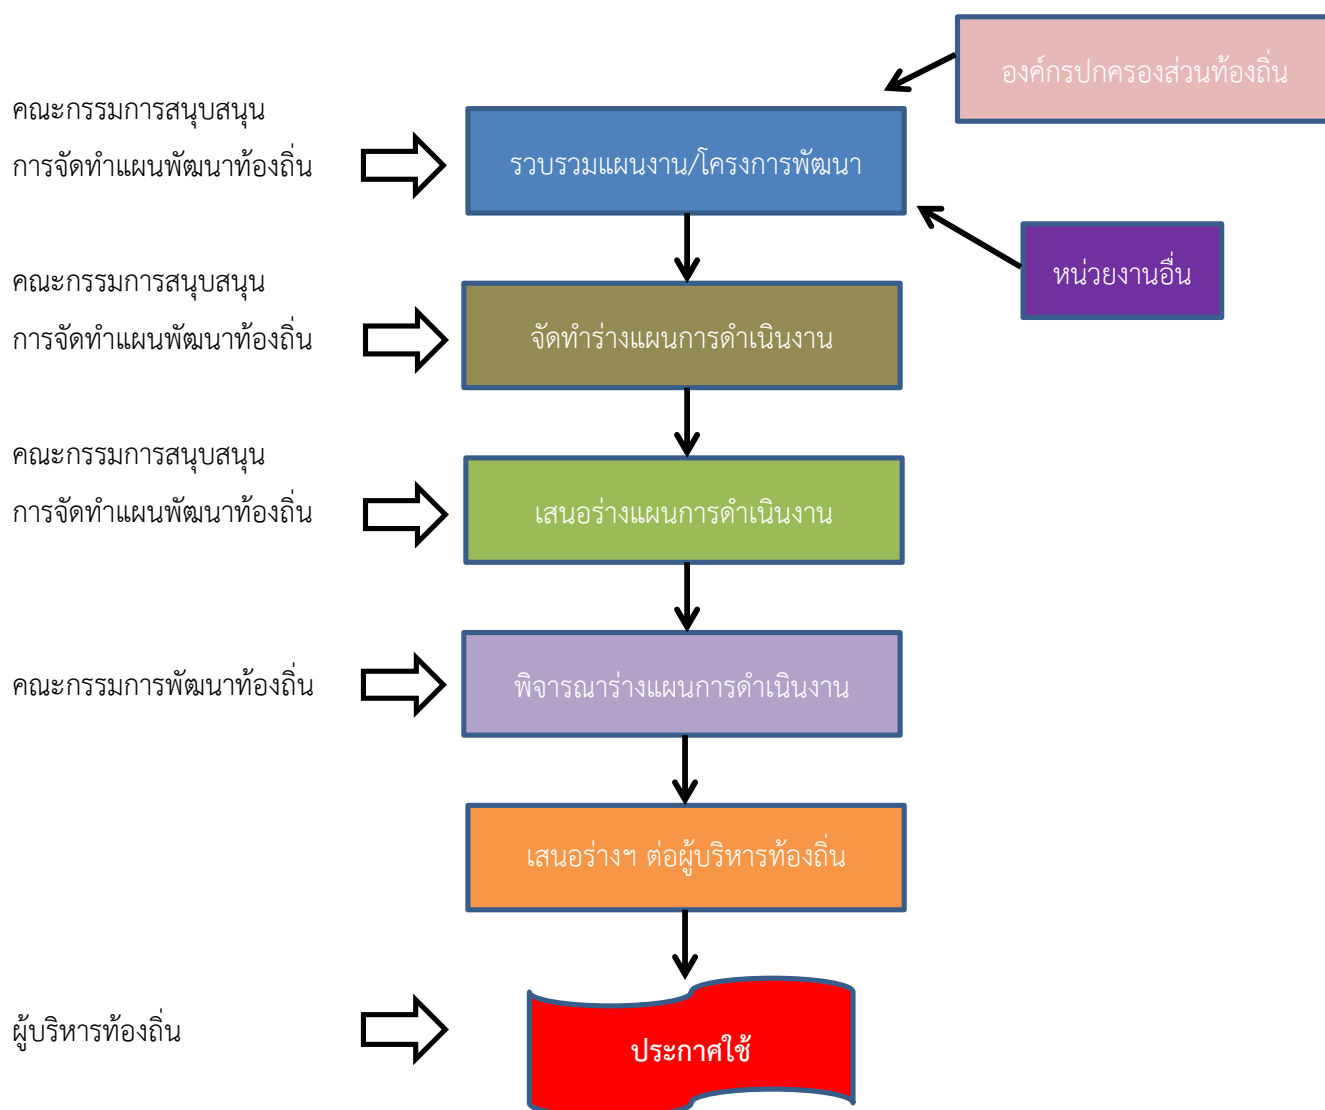 องค์กรปกครองส่วนท้องถิ่น
คณะกรรมการสนุบสนุน
การจัดทำแผนพัฒนาท้องถิ่น
รวบรวมแผนงาน/โครงการพัฒนา
หน่วยงานอื่น
คณะกรรมการสนุบสนุน
การจัดทำแผนพัฒนาท้องถิ่น
จัดทำร่างแผนการดำเนินงาน
คณะกรรมการสนุบสนุน
การจัดทำแผนพัฒนาท้องถิ่น
เสนอร่างแผนการดำเนินงาน
คณะกรรมการพัฒนาท้องถิ่น
พิจารณาร่างแผนการดำเนินงาน
เสนอร่างฯ ต่อผู้บริหารท้องถิ่น
ผู้บริหารท้องถิ่น
ประกาศใช้